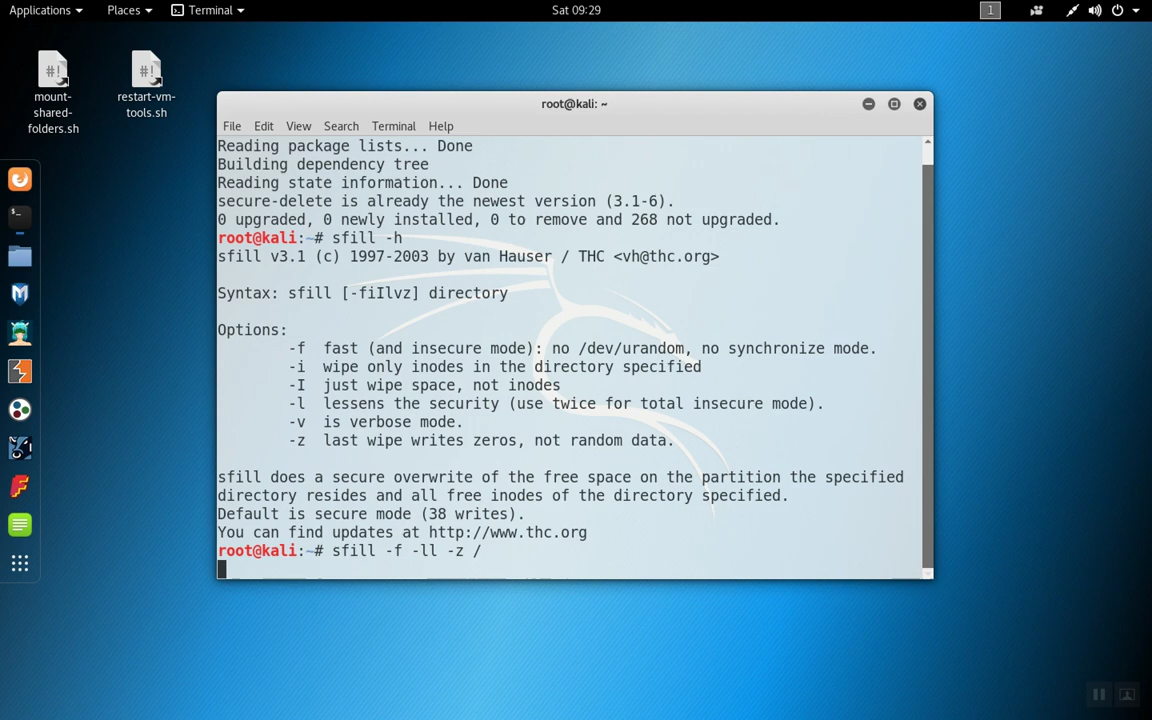 Applications Places Terminal Sat 09:29 1
mount-
shared-
folders.sh
restart-vm-
tools.sh
root@kali: ~
File Edit View Search Terminal Help
Reading package lists... Done
Building dependency tree
Reading state information... Done
secure-delete is already the newest version (3.1-6).
0 upgraded, 0 newly installed, 0 to remove and 268 not upgraded.
root@kali:~# sfill -h
sfill v3.1 (c) 1997-2003 by van Hauser / THC <vh@thc.org>
Syntax: sfill [-fiIlvz] directory
Options:
-f fast (and insecure mode): no /dev/urandom, no synchronize mode.
-i wipe only inodes in the directory specified
-I just wipe space, not inodes
-l lessens the security (use twice for total insecure mode).
-v is verbose mode.
-z last wipe writes zeros, not random data.
sfill does a secure overwrite of the free space on the partition the specified
directory resides and all free inodes of the directory specified.
Default is secure mode (38 writes).
You can find updates at http://www.thc.org
root@kali:~# sfill -f -ll -z /